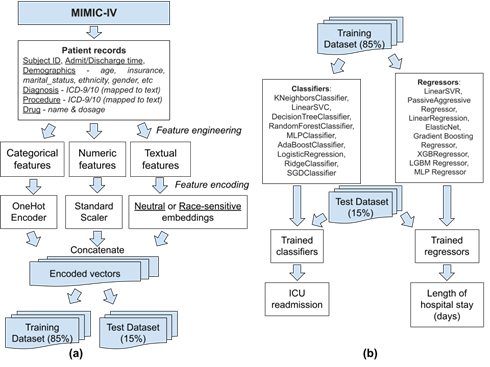 MIMIC-IV
Patient records
Subject ID, Admit/Discharge time,
Demographics - age, insurance,
marital_status, ethnicity, gender, etc
Diagnosis - ICD-9/10 (mapped to text)
Procedure - ICD-9/10 (mapped to text)
Drug - name & dosage
Feature engineering
Categorical
features
Numeric
features
Textual
features
Feature encoding
OneHot
Encoder
Standard
Scaler
Neutral or Race-sensitive
embeddings
Concatenate
Encoded vectors
Training
Dataset (85%)
Test Dataset
(15%)
(a)
Training
Dataset (85%)
Classifiers:
KNeighborsClassifier,
LinearSVC,
DecisionTreeClassifier,
RandomForestClassifier,
MLPClassifier,
AdaBoostClassifier,
LogisticRegression,
RidgeClassifier,
SGDClassifier
Regressors:
LinearSVR,
PassiveAggressive
Regressor,
LinearRegression,
ElasticNet,
Gradient Boosting
Regressor,
XGBRegressor,
LGBM Regressor,
MLP Regressor
Test Dataset
(15%)
Trained
classifiers
Trained
regressors
ICU
readmission
Length of
hospital stay
(days)
(b)